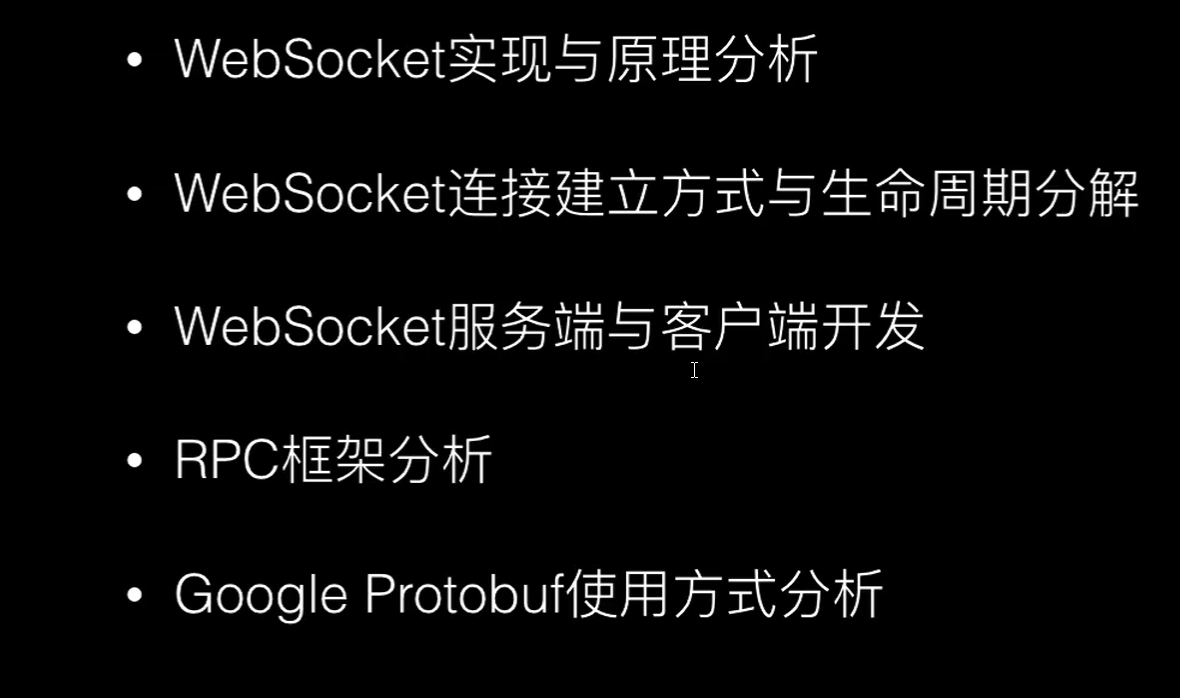 • WebSocket实现与原理分析
• WebSocket连接建立方式与生命周期分解
• WebSocket服务端与客户端开发
• RPC框架分析
• Google Protobuf使用方式分析